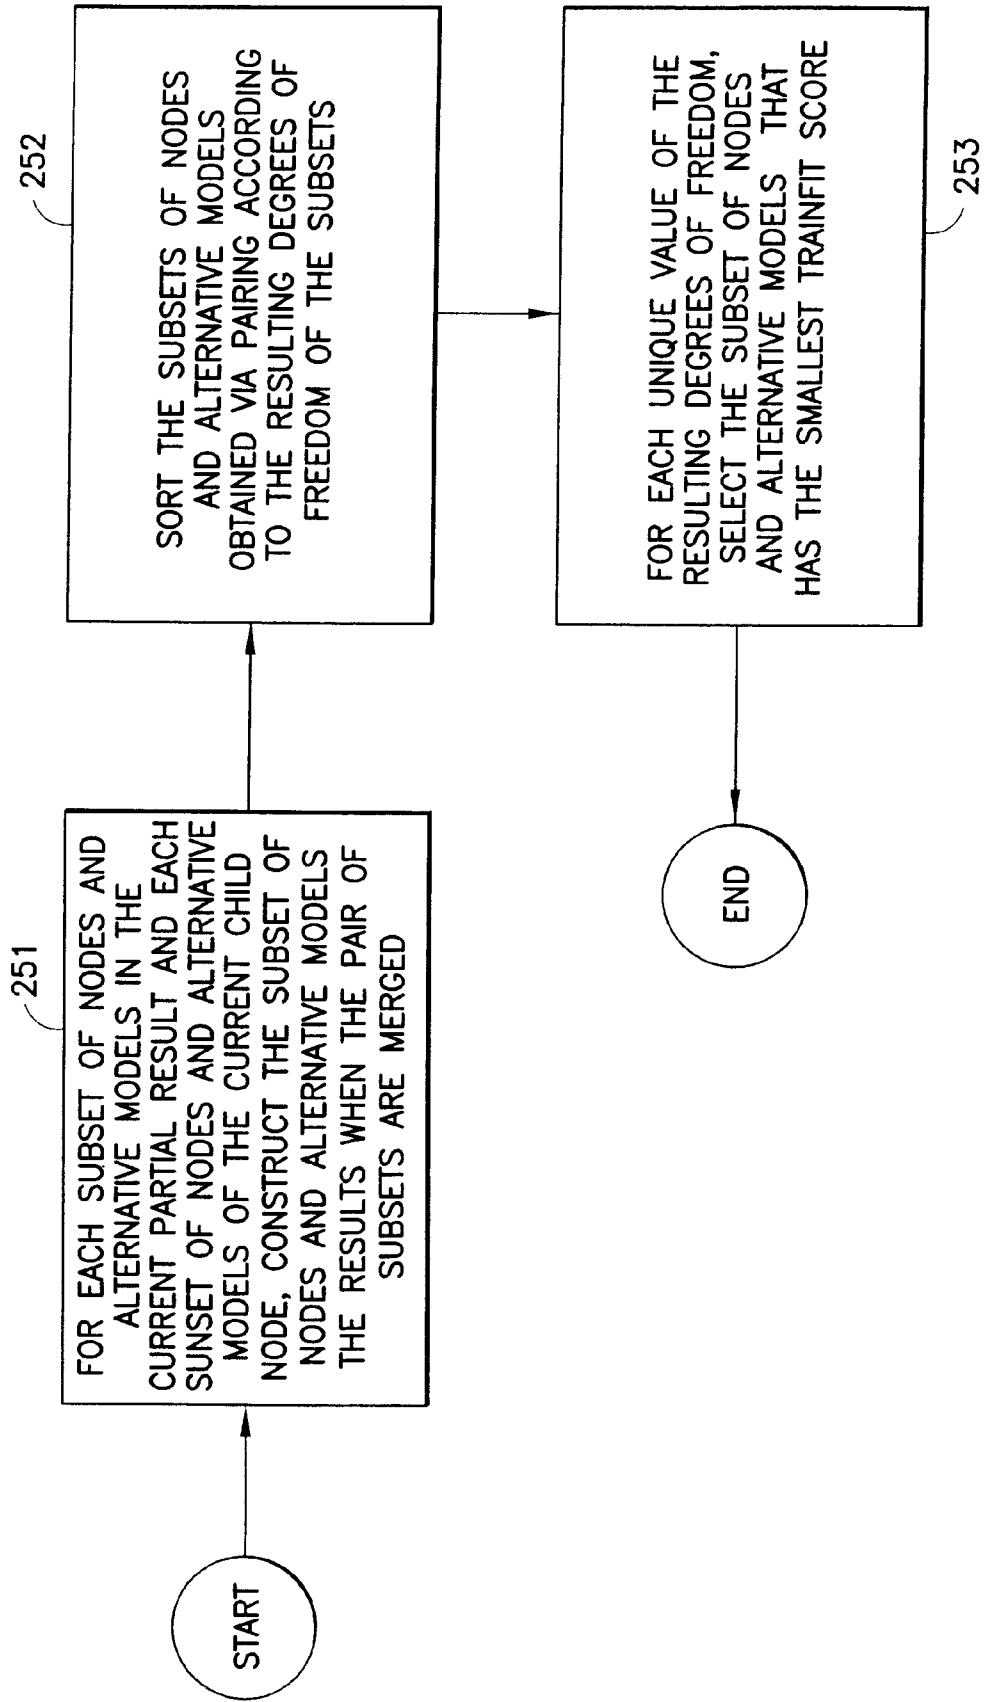 START
251
FOR EACH SUBSET OF NODES AND
ALTERNATIVE MODELS IN THE
CURRENT PARTIAL RESULT AND EACH
SUNSET OF NODES AND ALTERNATIVE
MODELS OF THE CURRENT CHILD
NODE, CONSTRUCT THE SUBSET OF
NODES AND ALTERNATIVE MODELS
THE RESULTS WHEN THE PAIR OF
SUBSETS ARE MERGED
252
SORT THE SUBSETS OF NODES
AND ALTERNATIVE MODELS
OBTAINED VIA PAIRING ACCORDING
TO THE RESULTING DEGREES OF
FREEDOM OF THE SUBSETS
FOR EACH UNIQUE VALUE OF THE
RESULTING DEGREES OF FREEDOM,
SELECT THE SUBSET OF NODES
AND ALTERNATIVE MODELS THAT
HAS THE SMALLEST TRAINFIT SCORE
253
END